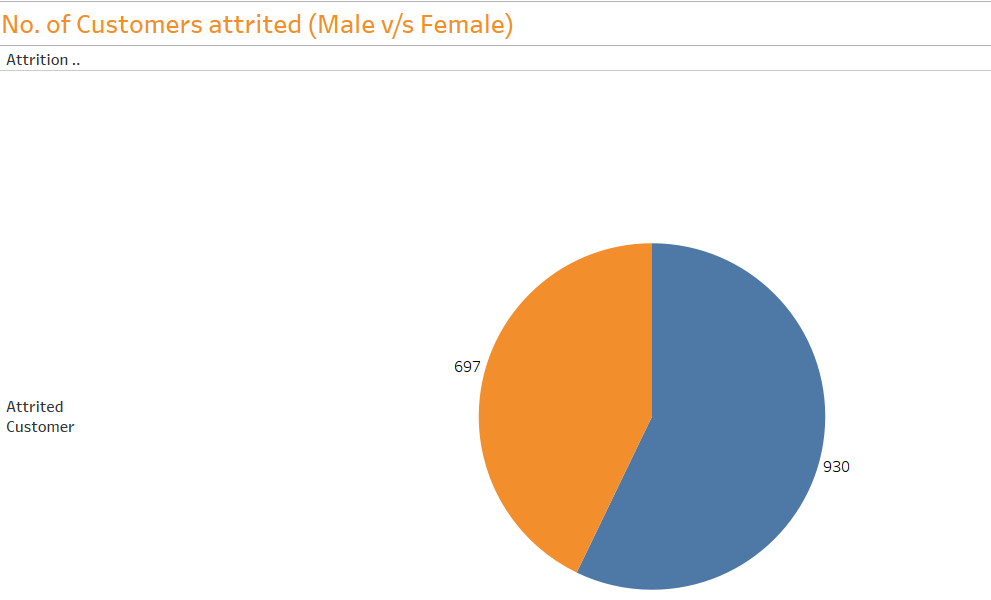 No. of Customers attrited (Male v/s Female)
Attrition ..
697
Attrited
Customer
930